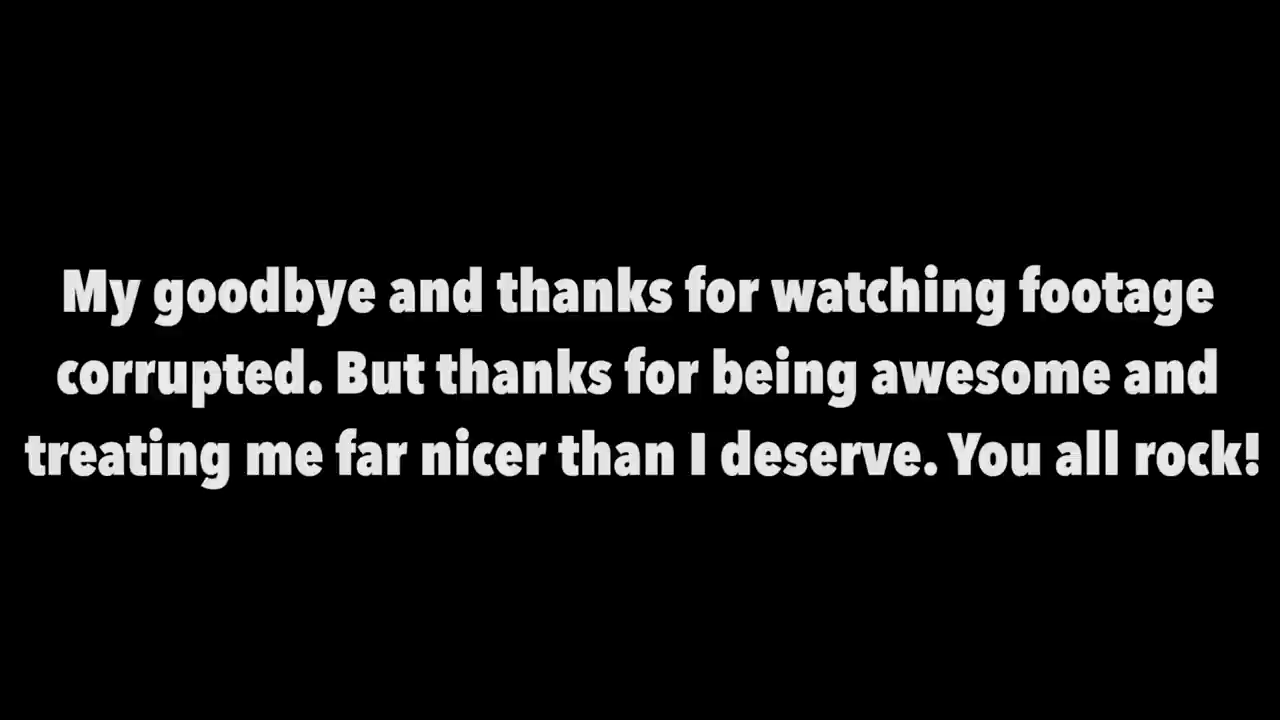 My goodbye and thanks for watching footage
corrupted. But thanks for being awesome and
treating me far nicer than I deserve. You all rock!